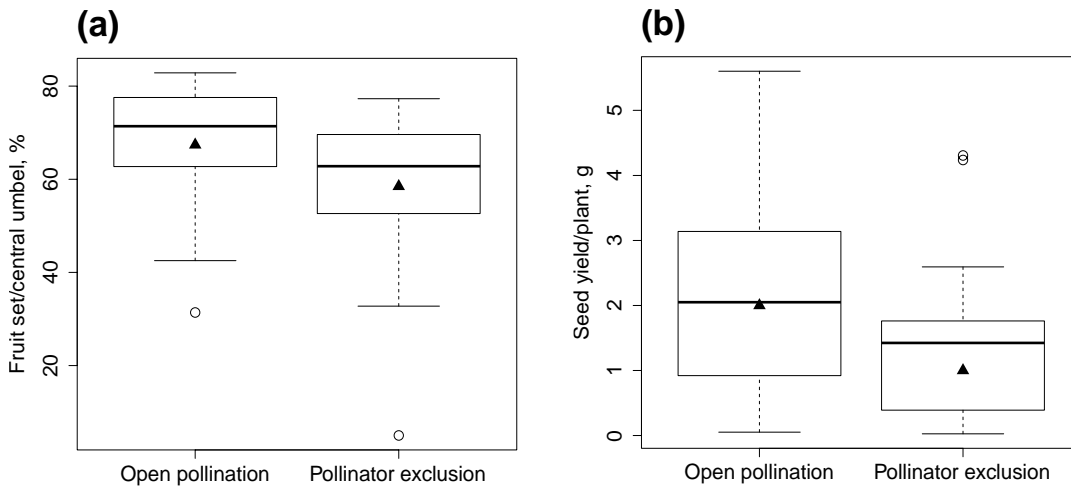 (a)
Fruit set/central umbel, %
80
60
40
20
Open pollination
Pollinator exclusion
(b)
Seed yield/plant, g
5
4
3
2
1
0
Open pollination
Pollinator exclusion